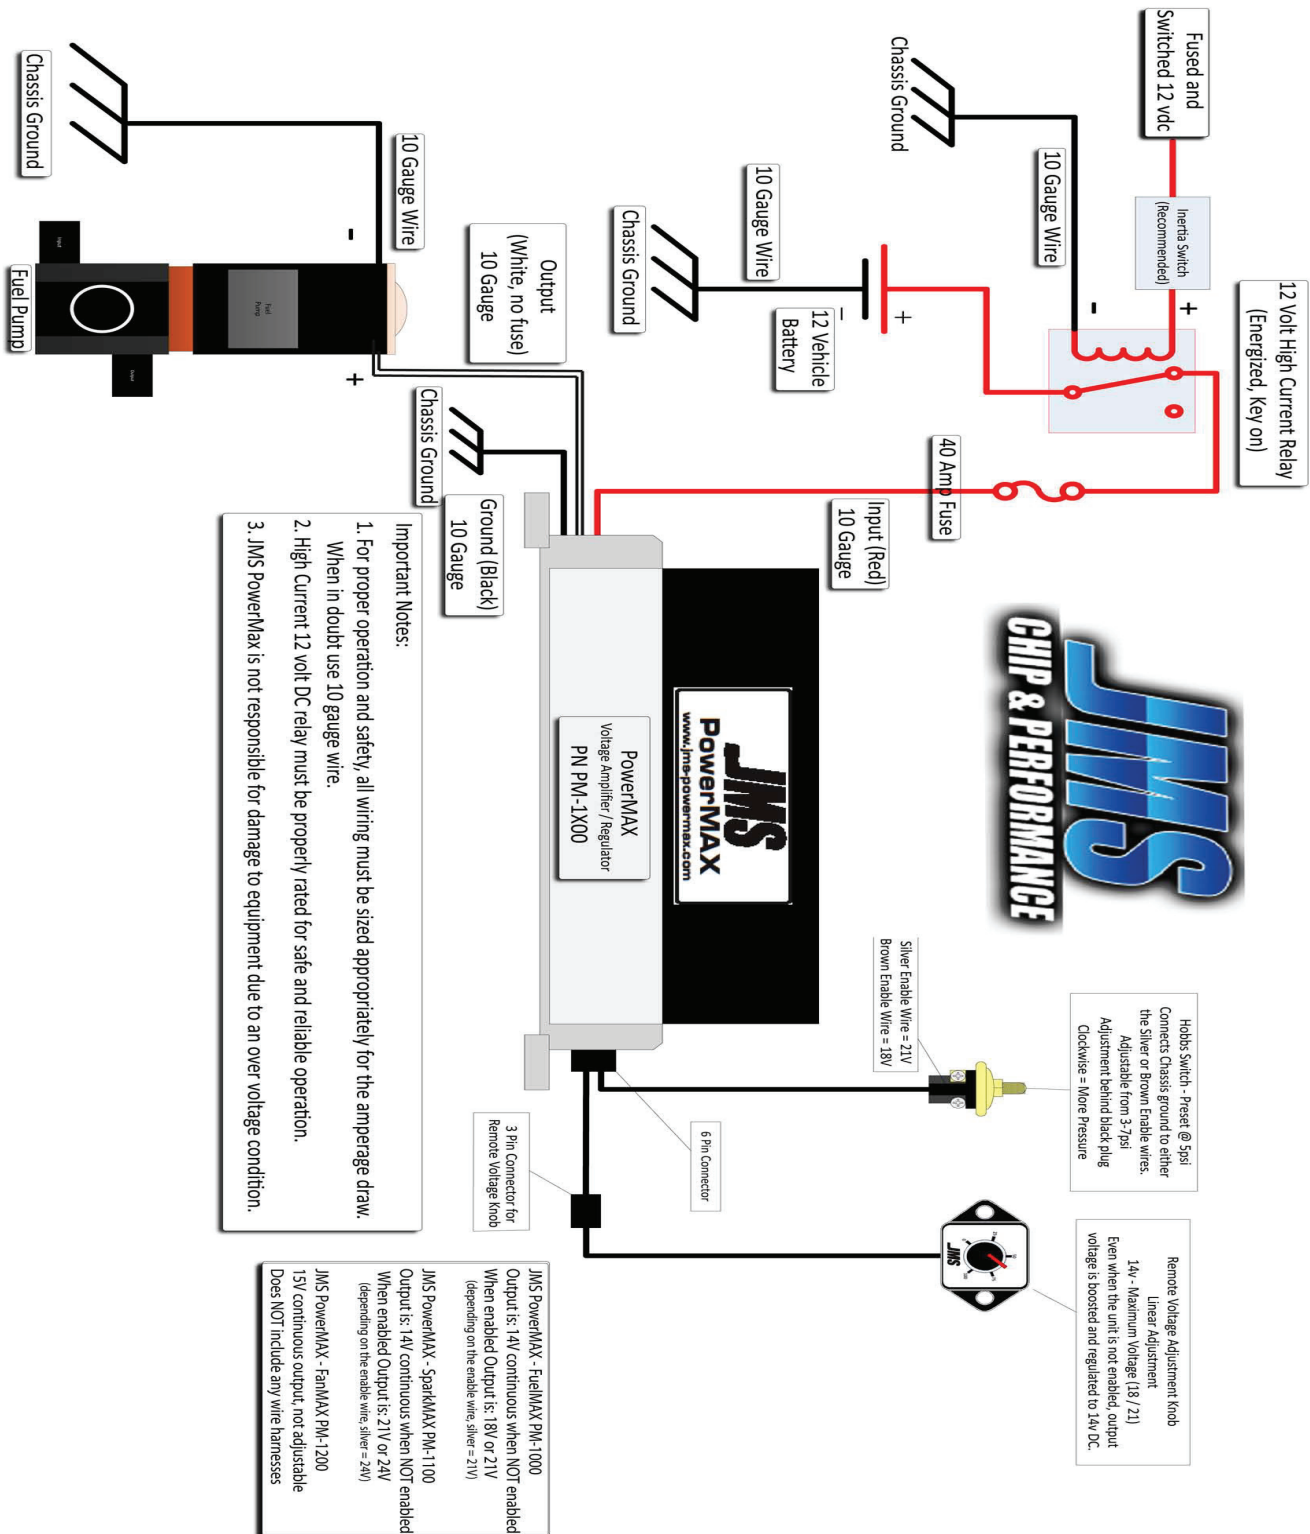 12 Volt High Current Relay
(Energized, Key on)
Fused and
Switched 12 vdc
Inertia Switch
(Recommended)
+
-
10 Gauge Wire
Chassis Ground
40 Amp Fuse
Input (Red)
10 Gauge
+
-
12 Vehicle
Battery
10 Gauge Wire
Chassis Ground
Output
(White, no fuse)
10 Gauge
10 Gauge Wire
-
+
Chassis Ground
Input
Fuel
Pump
Output
Fuel Pump
Chassis Ground
Ground (Black)
10 Gauge
JMS
CHIP & PERFORMANCE
JMS
PowerMAX
www.jms-powermax.com
PowerMAX
Voltage Amplifier / Regulator
PN PM-1X00
Important Notes:
1. For proper operation and safety, all wiring must be sized appropriately for the amperage draw.
When in doubt use 10 gauge wire.
2. High Current 12 volt DC relay must be properly rated for safe and reliable operation.
3. JMS PowerMax is not responsible for damage to equipment due to an over voltage condition.
Hobbs Switch - Preset @ 5psi
Connects Chassis ground to either
the Silver or Brown Enable wires.
Adjustable from 3-7psi
Adjustment behind black plug
Clockwise = More Pressure
Silver Enable Wire = 21V
Brown Enable Wire = 18V
6 Pin Connector
3 Pin Connector for
Remote Voltage Knob
Remote Voltage Adjustment Knob
Linear Adjustment
14v - Maximum Voltage (18 / 21)
Even when the unit is not enabled, output
voltage is boosted and regulated to 14v DC.
JMS
JMS PowerMAX - FuelMAX PM-1000
Output is: 14V continuous when NOT enabled
When enabled Output is: 18V or 21V
(depending on the enable wire, silver = 21V)
JMS PowerMAX - SparkMAX PM-1100
Output is: 14V continuous when NOT enabled
When enabled Output is: 21V or 24V
(depending on the enable wire, silver = 24V)
JMS PowerMAX - FanMAX PM-1200
15V continuous output, not adjustable
Does NOT include any wire harnesses